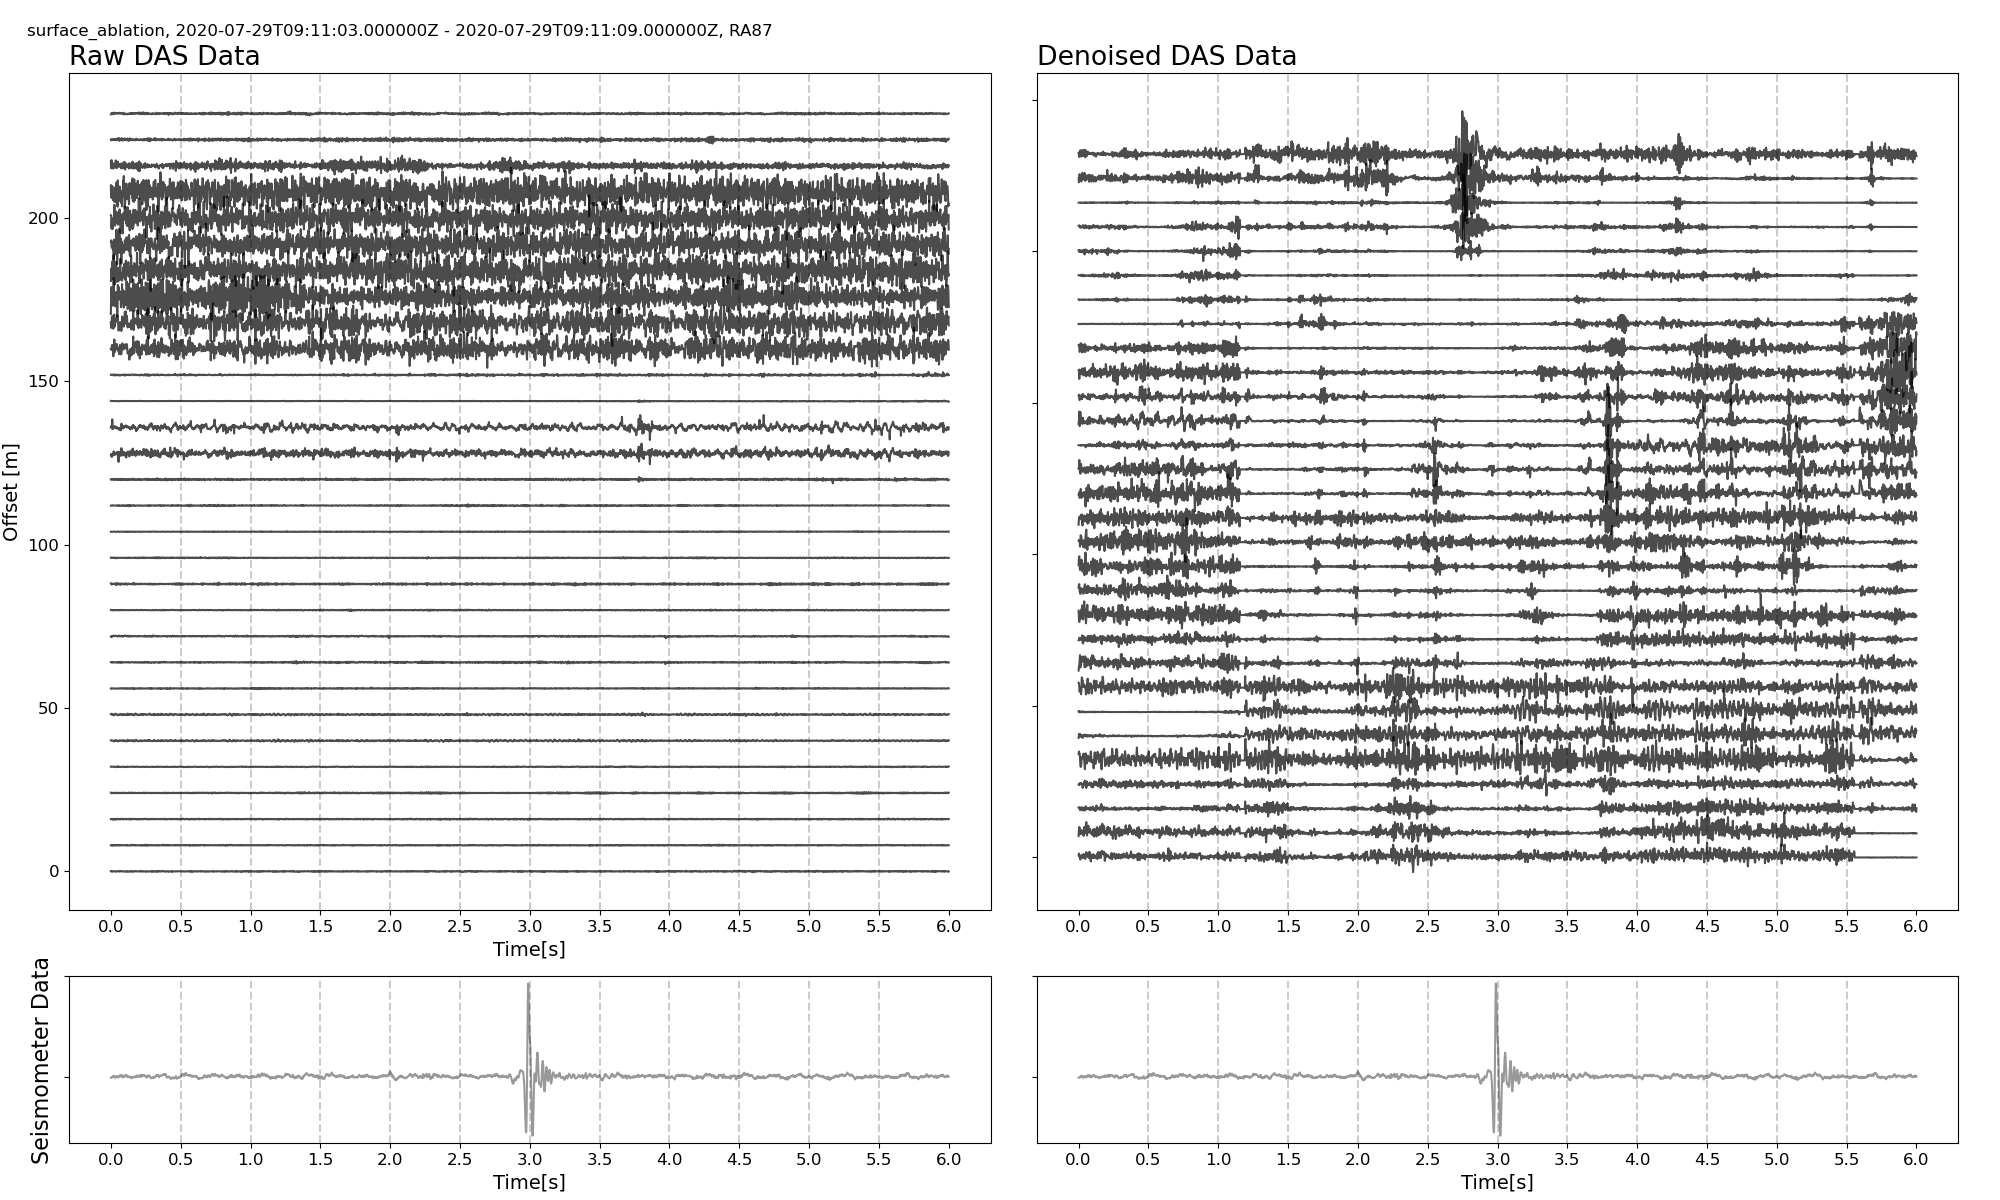 surface_ablation, 2020-07-29T09:11:03.000000Z - 2020-07-29T09:11:09.000000Z, RA87
Raw DAS Data
Denoised DAS Data
Offset [m]
200
150
100
50
0
0.0 0.5 1.0 1.5 2.0 2.5 3.0 3.5 4.0 4.5 5.0 5.5 6.0
Time[s]
0.0 0.5 1.0 1.5 2.0 2.5 3.0 3.5 4.0 4.5 5.0 5.5 6.0
Seismometer Data
0.0 0.5 1.0 1.5 2.0 2.5 3.0 3.5 4.0 4.5 5.0 5.5 6.0
Time[s]
0.0 0.5 1.0 1.5 2.0 2.5 3.0 3.5 4.0 4.5 5.0 5.5 6.0
Time[s]